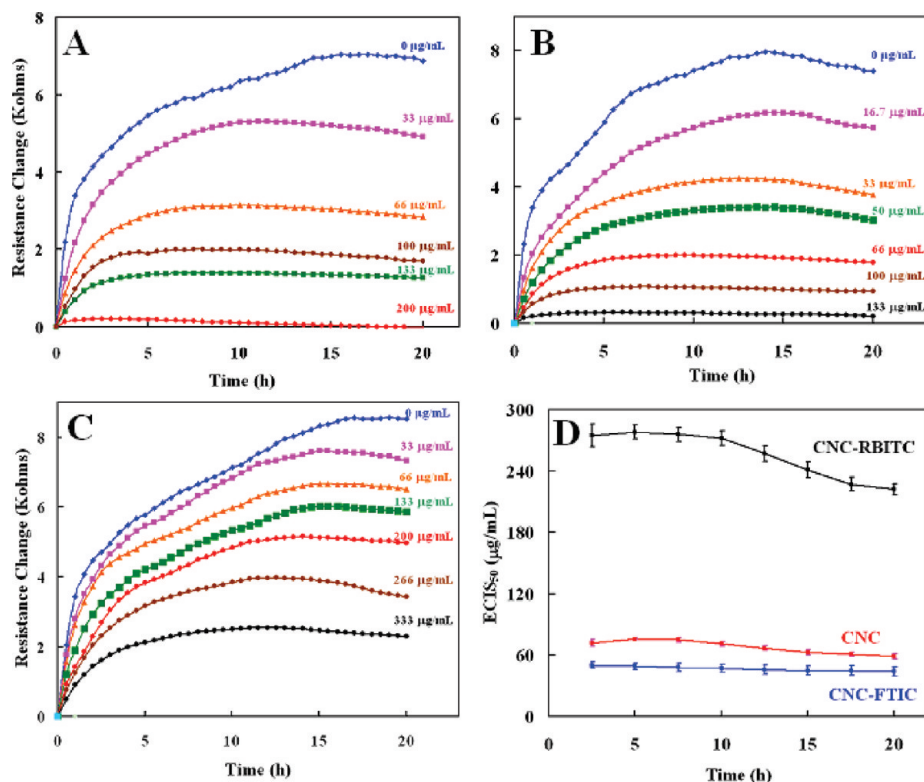 A
Resistance Change (Kohms)
8
6
4
2
0
0 µg/mL
33 µg/mL
66 µg/mL
100 µg/mL
133 µg/mL
200 µg/mL
0 5 10 15 20
Time (h)
B
8
6
4
2
0
0 µg/mL
16.7 µg/mL
33 µg/mL
50 µg/mL
66 µg/mL
100 µg/mL
133 µg/mL
0 5 10 15 20
Time (h)
C
Resistance Change (Kohms)
8
6
4
2
0
0 µg/mL
33 µg/mL
66 µg/mL
133 µg/mL
200 µg/mL
266 µg/mL
333 µg/mL
0 5 10 15 20
Time (h)
D
ECIS50 (µg/mL)
300
240
180
120
60
0
CNC-RBITC
CNC
CNC-FTIC
0 5 10 15 20
Time (h)